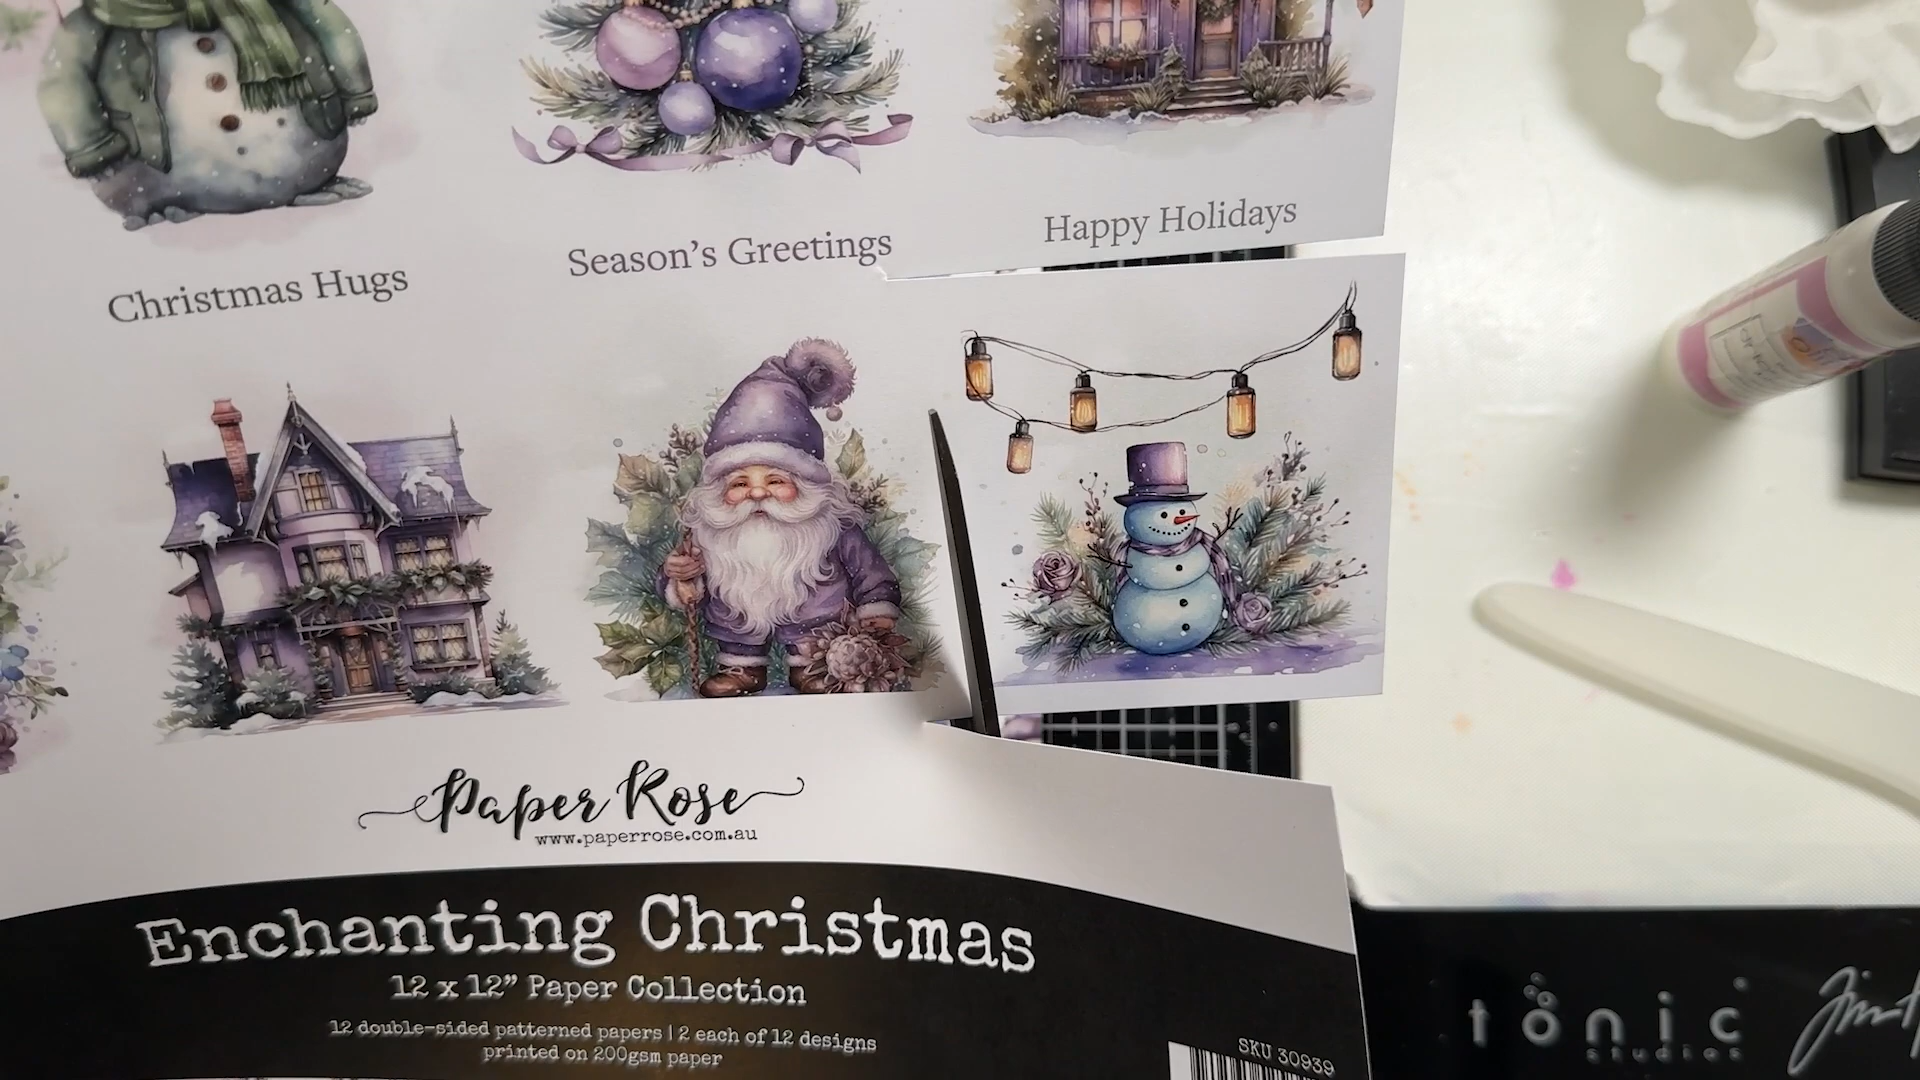 Happy Holidays
Season's Greetings
Christmas Hugs
Paper Rose
www.paperrose.com.au
Enchanting Christmas
12 x 12" Paper Collection
12 double-sided patterned papers | 2 each of 12 designs
printed on 200gsm paper
SKU 30939
tonic
studios